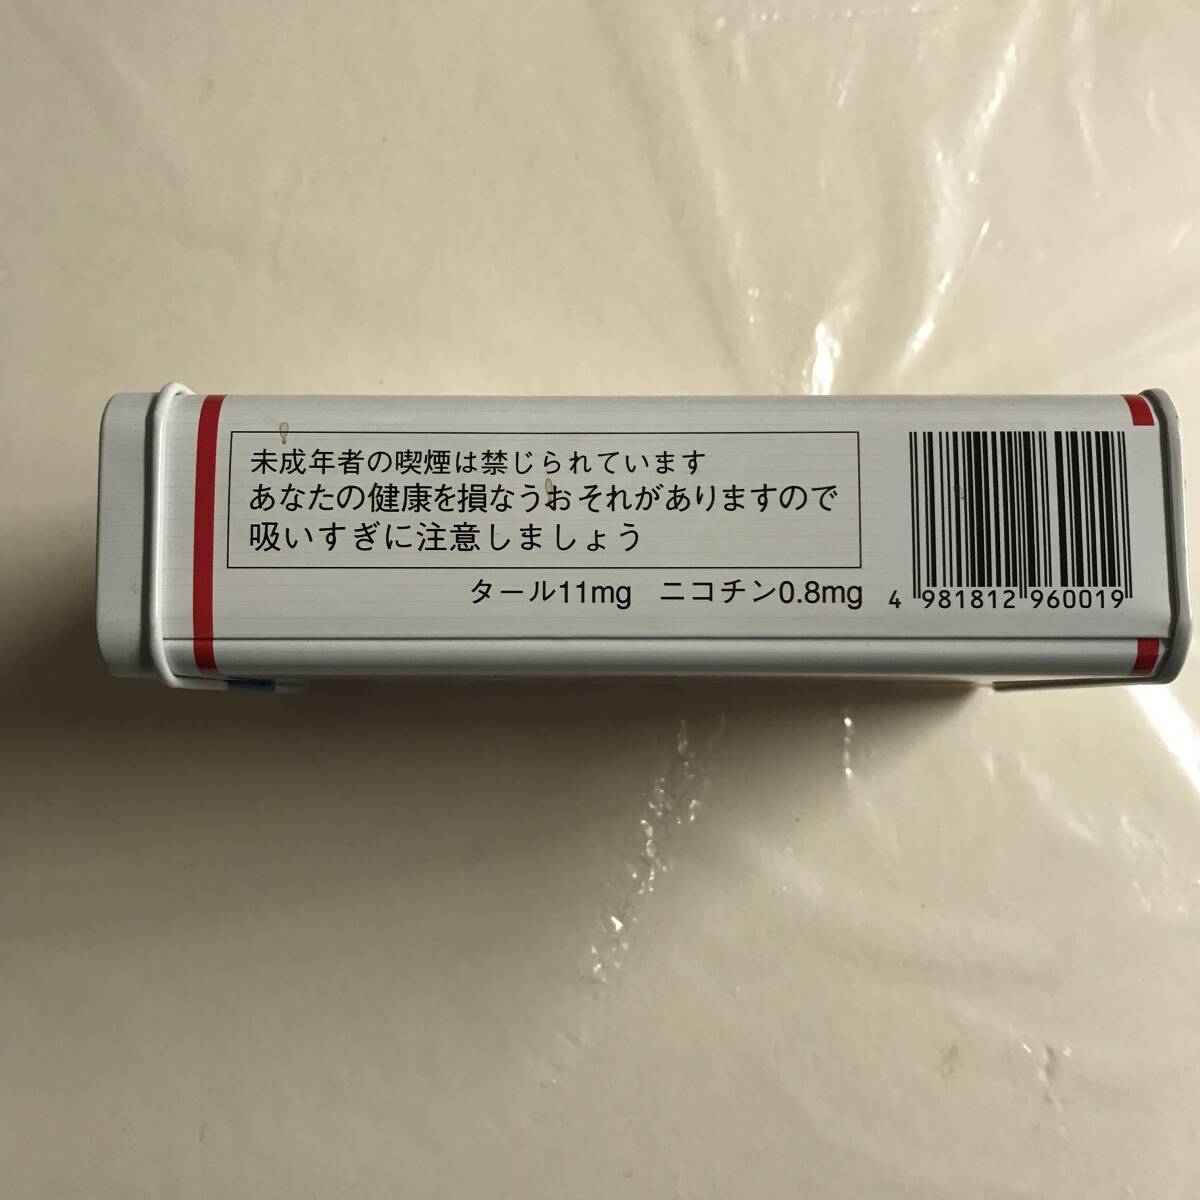 未成年者の喫煙は禁じられています
あなたの健康を損なうおそれがありますので
吸いすぎに注意しましょう
タール11mg ニコチン0.8mg
4 981812 960019